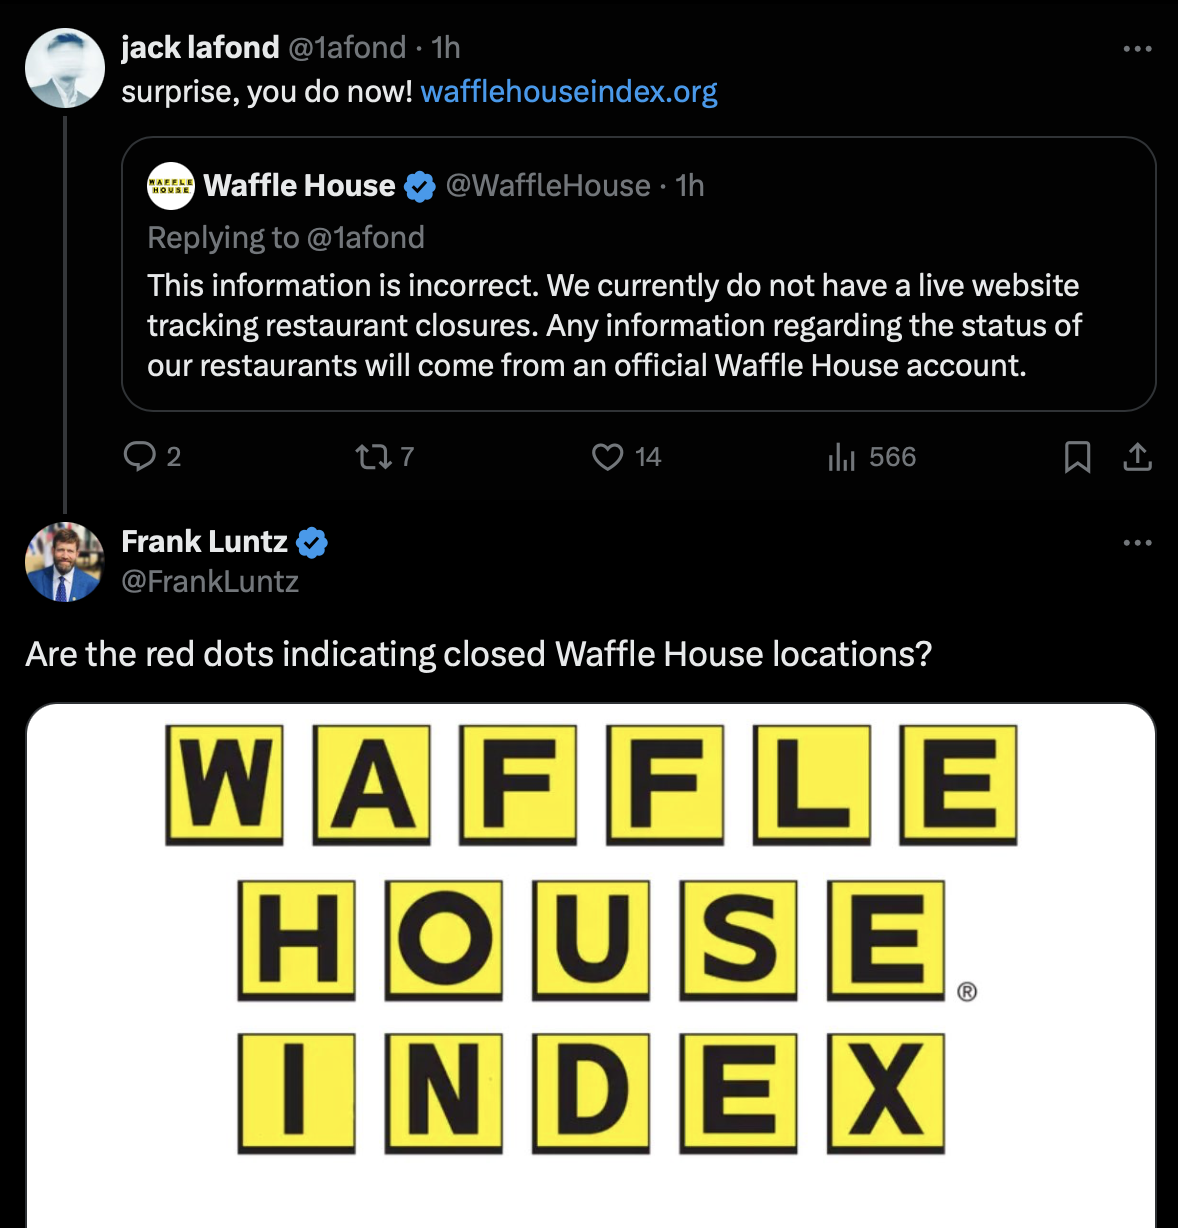 jack lafond @1afond · 1h
surprise, you do now! wafflehouseindex.org
WAFFLE
HOUSE
Waffle House @WaffleHouse · 1h
Replying to @1afond
This information is incorrect. We currently do not have a live website
tracking restaurant closures. Any information regarding the status of
our restaurants will come from an official Waffle House account.
2 7 14 566
Frank Luntz
@FrankLuntz
Are the red dots indicating closed Waffle House locations?
WAFFLE
HOUSE®
INDEX